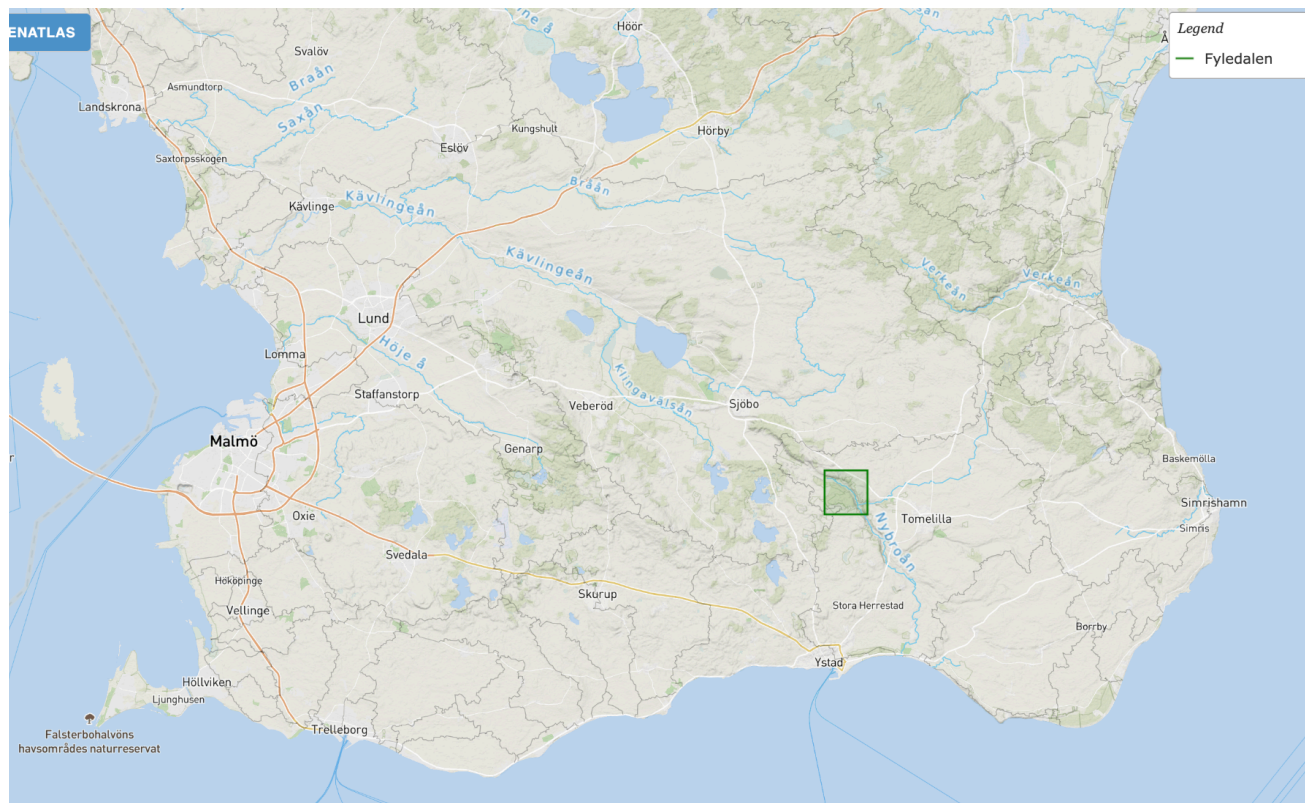 ENATLAS
Legend
Fyledalen
Höör
Svalöv
Braån
Asmundtorp
Landskrona
Saxån
Kungshult
Hörby
Eslöv
Saxtorpsskogen
Braån
Kävlingeån
Kävlinge
Kävlingeån
Verkeån
Verkeån
Lund
Höje å
Lomma
Klingavälsån
Staffanstorp
Veberöd
Sjöbo
Malmö
Genarp
Baskemölla
Simrishamn
Oxie
Tomelilla
Simris
Nybroån
Svedala
Hököpinge
Skurup
Vellinge
Stora Herrestad
Borrby
Ystad
Höllviken
Ljunghusen
Trelleborg
Falsterbohalvöns
havsområdes naturreservat